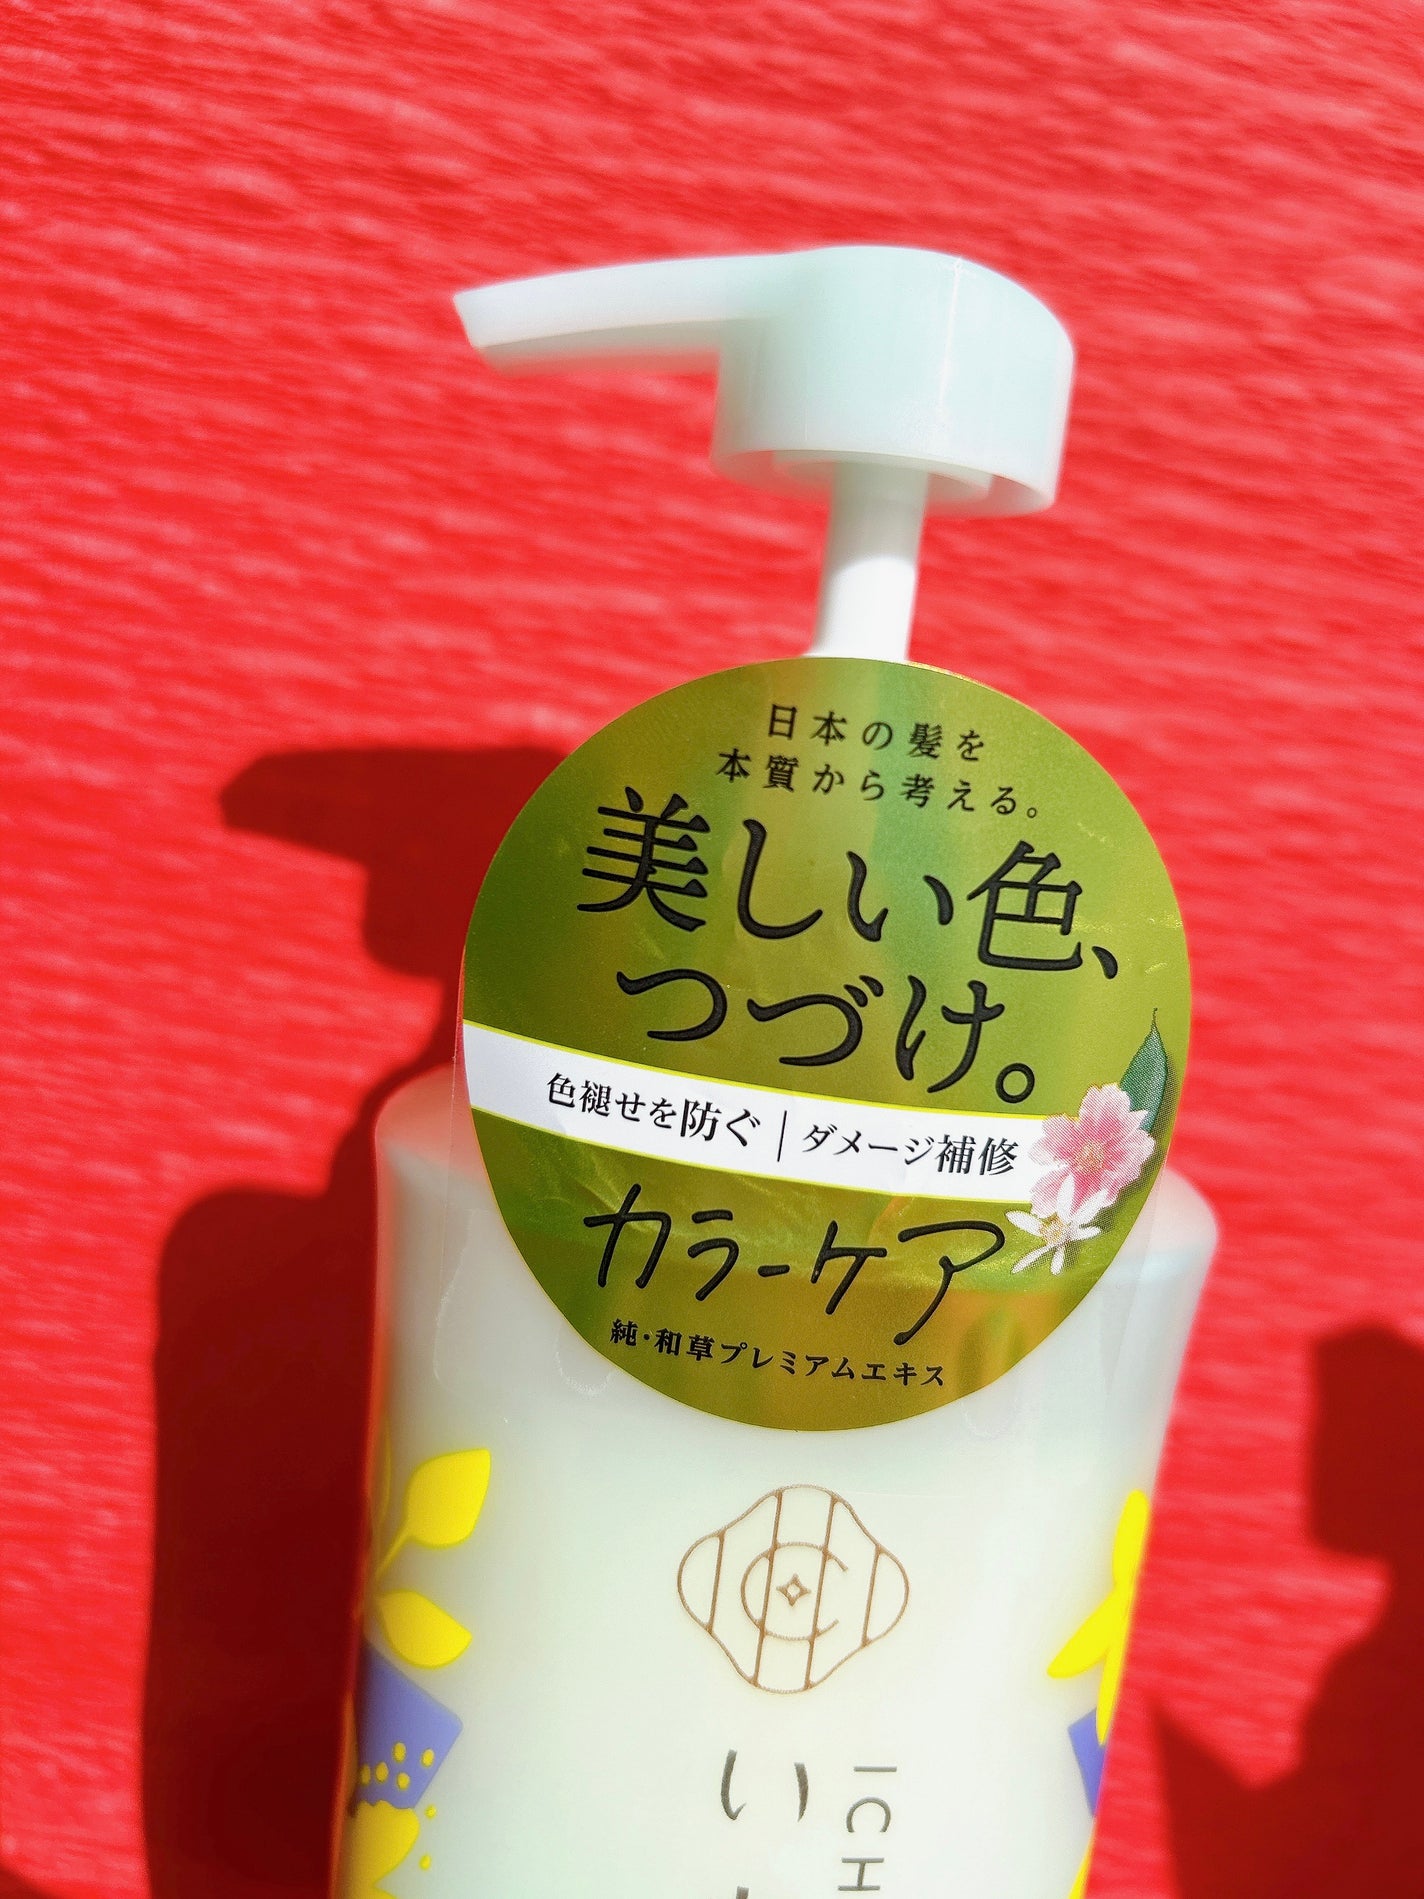 日本の髪を
本質から考える。
美しい色、
つづけ。
色褪せを防ぐ | ダメージ補修
カラーケア
純・和草プレミアムエキス
い
ICH